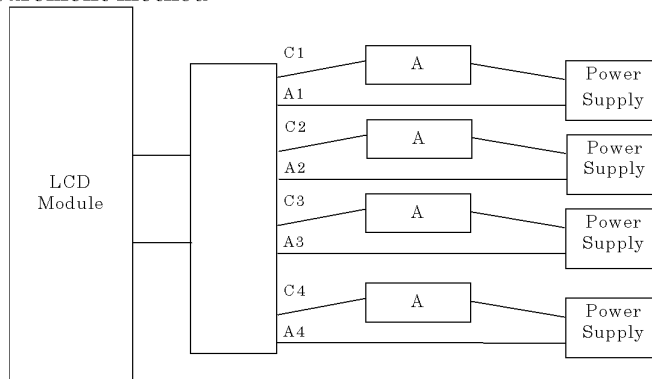 C1
A
Power
Supply
A1
C2
A
Power
Supply
A2
LCD
Module
C3
A
Power
Supply
A3
C4
A
Power
Supply
A4